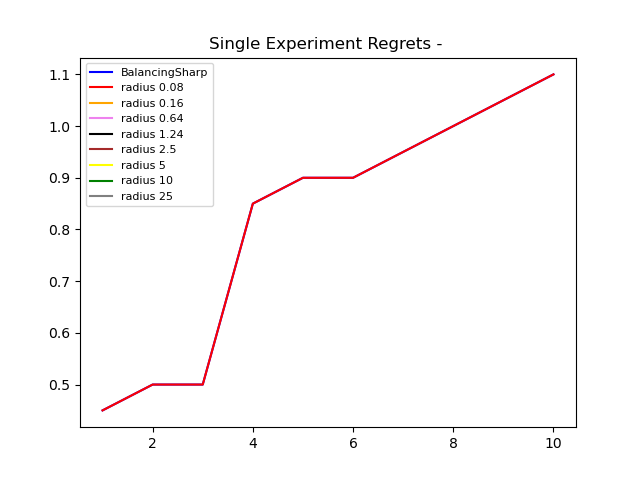 Single Experiment Regrets -
BalancingSharp
radius 0.08
radius 0.16
radius 0.64
radius 1.24
radius 2.5
radius 5
radius 10
radius 25
1.1
1.0
0.9
0.8
0.7
0.6
0.5
2 4 6 8 10